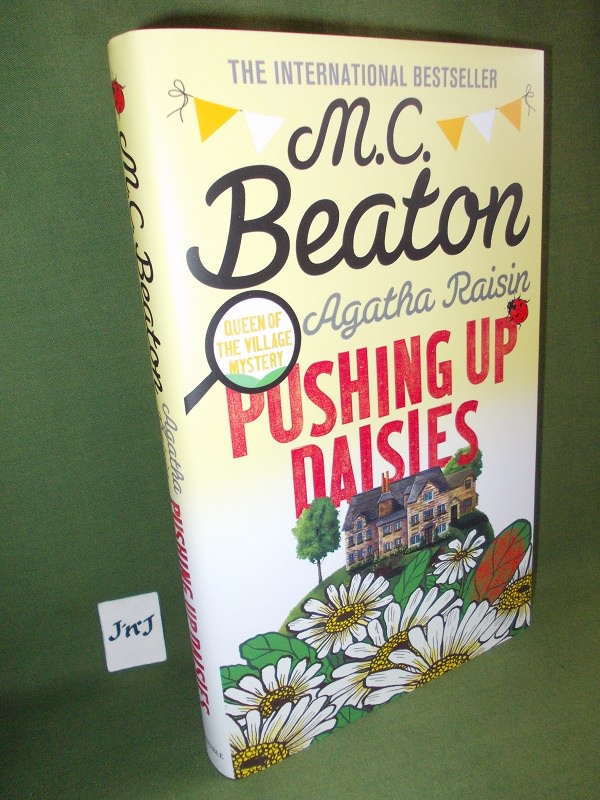 THE INTERNATIONAL BESTSELLER
M.C.
Beaton
Agatha Raisin
QUEEN OF
THE VILLAGE
MYSTERY
PUSHING UP
DAISIES
M.C. Beaton Agatha PUSHING UP DAISIES